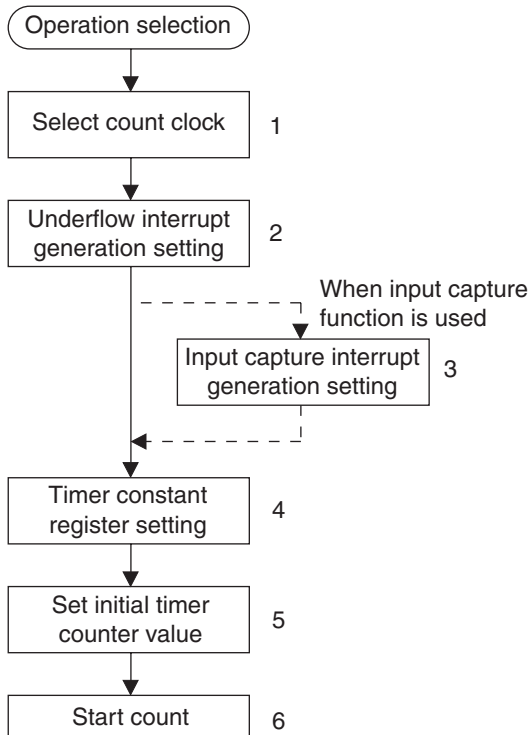 Operation selection
Select count clock
1
Underflow interrupt
generation setting
2
When input capture
function is used
Input capture interrupt
generation setting
3
Timer constant
register setting
4
Set initial timer
counter value
5
Start count
6